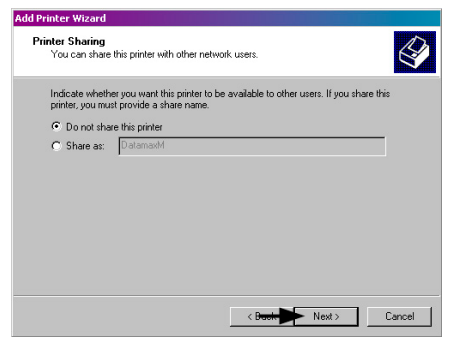 Add Printer Wizard
Printer Sharing
You can share this printer with other network users.
Indicate whether you want this printer to be available to other users. If you share this
printer, you must provide a share name.
Do not share this printer
Share as: DatamaxM
< Back Next > Cancel